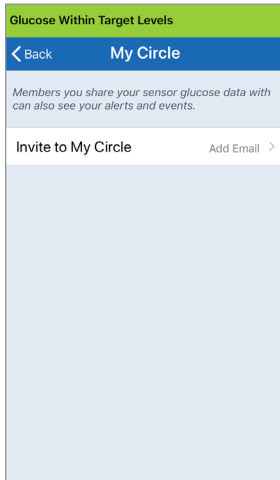 Glucose Within Target Levels
Back My Circle
Members you share your sensor glucose data with
can also see your alerts and events.
Invite to My Circle Add Email